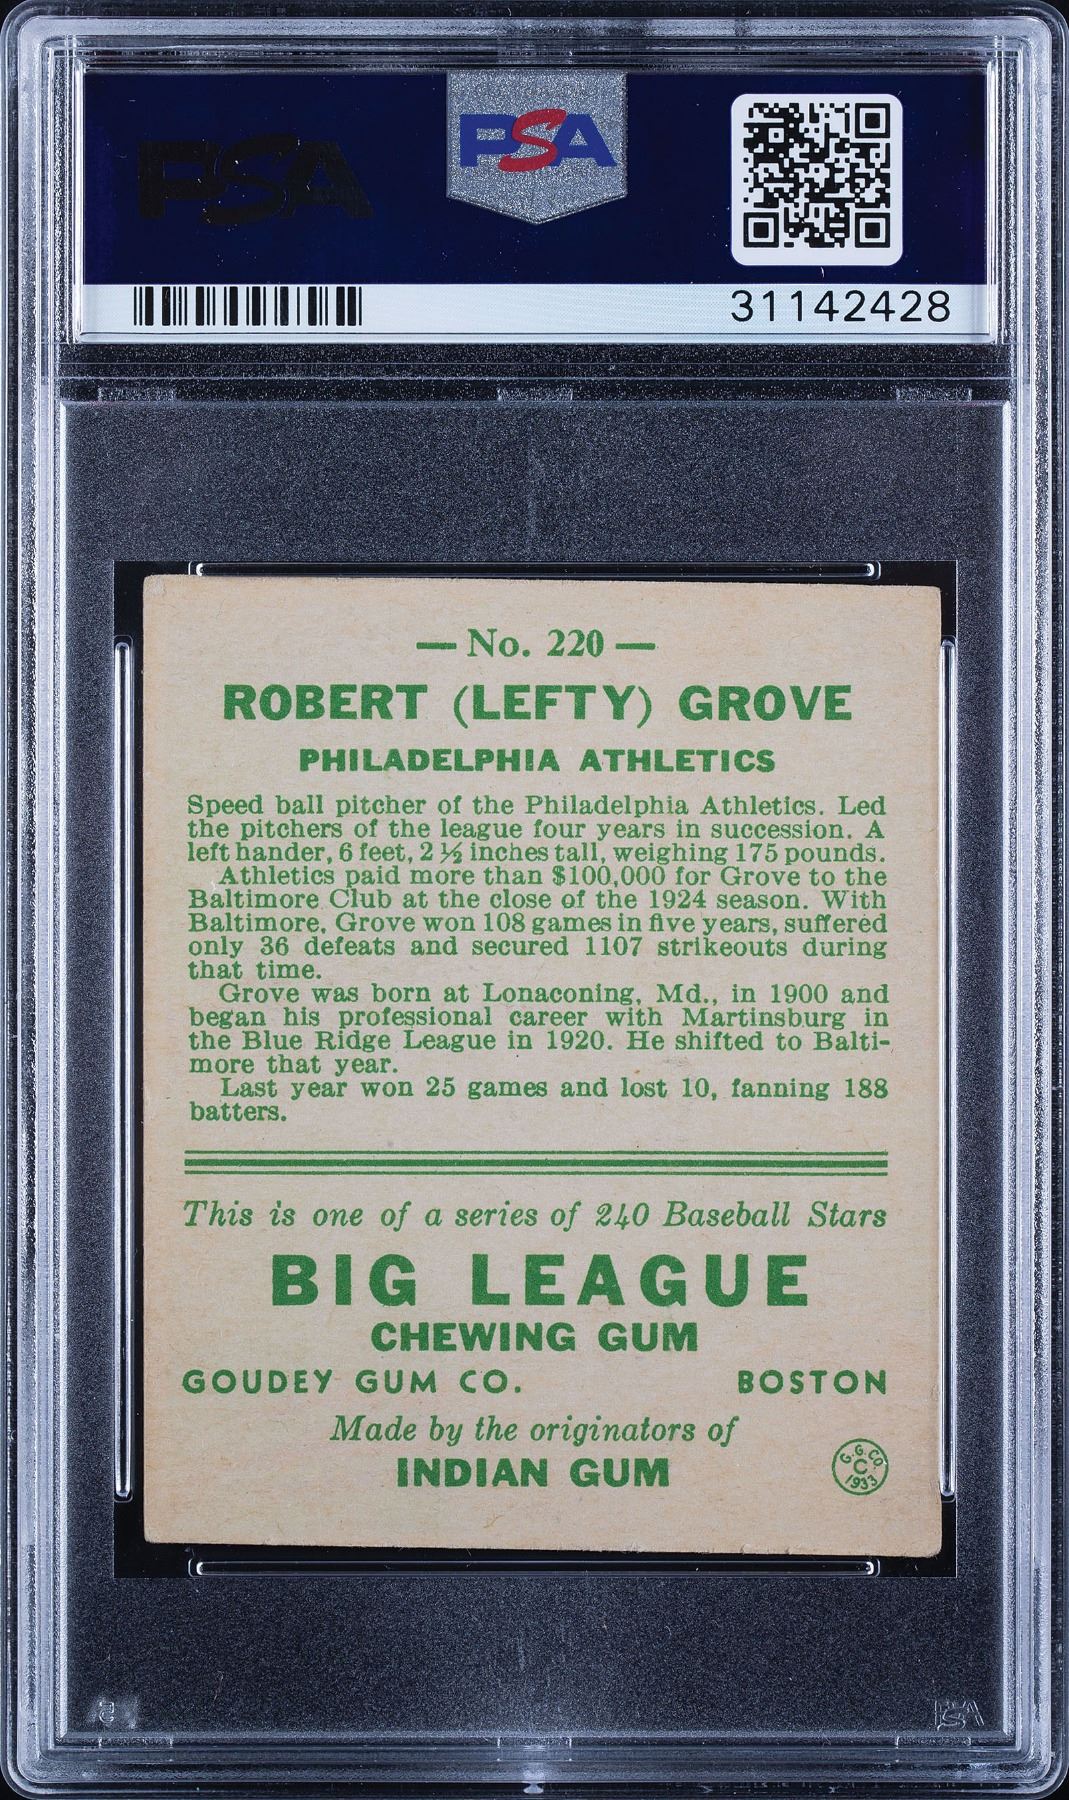 PSA
PSA
31142428
— No. 220 —
ROBERT (LEFTY) GROVE
PHILADELPHIA ATHLETICS
Speed ball pitcher of the Philadelphia Athletics. Led
the pitchers of the league four years in succession. A
left hander, 6 feet, 2 ½ inches tall, weighing 175 pounds.
Athletics paid more than $100,000 for Grove to the
Baltimore Club at the close of the 1924 season. With
Baltimore, Grove won 108 games in five years, suffered
only 36 defeats and secured 1107 strikeouts during
that time.
Grove was born at Lonaconing, Md., in 1900 and
began his professional career with Martinsburg in
the Blue Ridge League in 1920. He shifted to Balti-
more that year.
Last year won 25 games and lost 10, fanning 188
batters.
This is one of a series of 240 Baseball Stars
BIG LEAGUE
CHEWING GUM
GOUDEY GUM CO. BOSTON
Made by the originators of
INDIAN GUM
G.G.CO.
C
1933
PSA